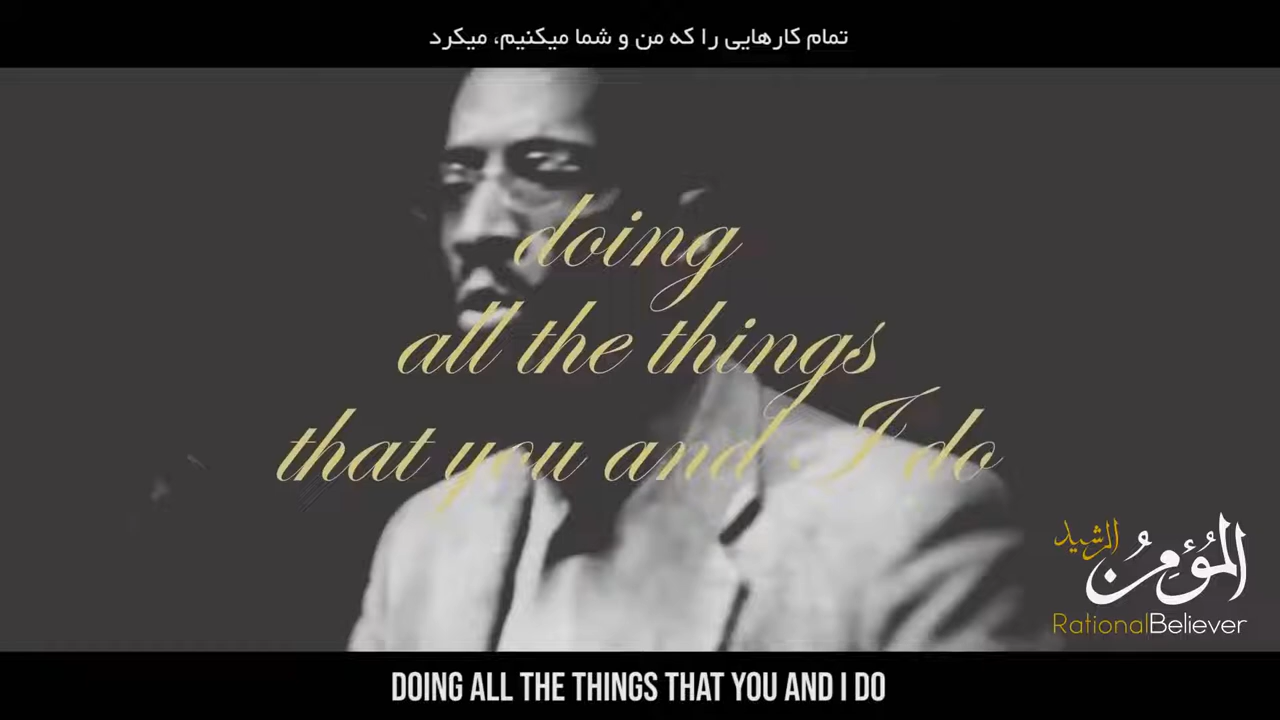 تمام کارهایی را که من و شما میکنیم، میکرد
doing
all the things
that you and I do
المؤمن الرشيد
RationalBeliever
DOING ALL THE THINGS THAT YOU AND I DO